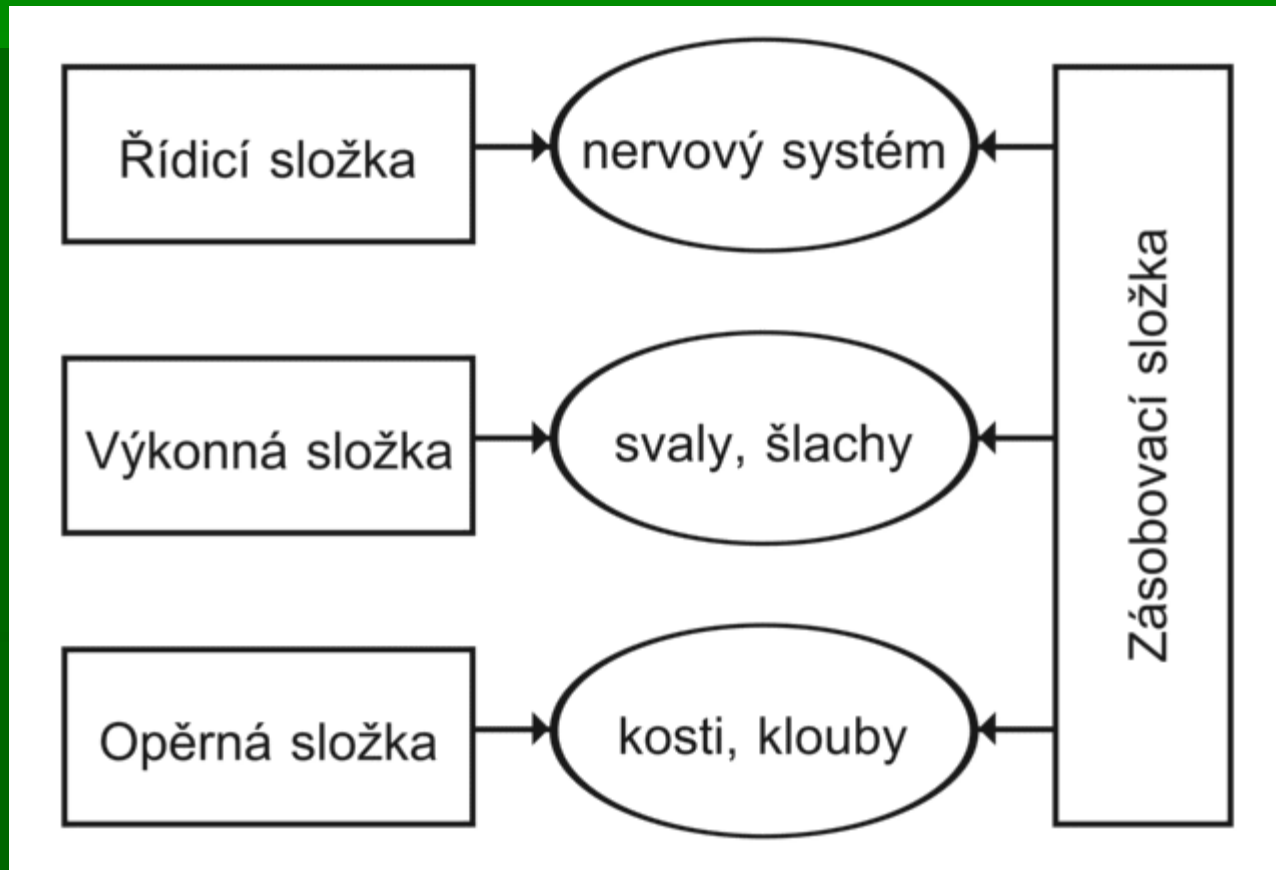 Řídicí složka
nervový systém
Výkonná složka
svaly, šlachy
Opěrná složka
kosti, klouby
Zásobovací složka